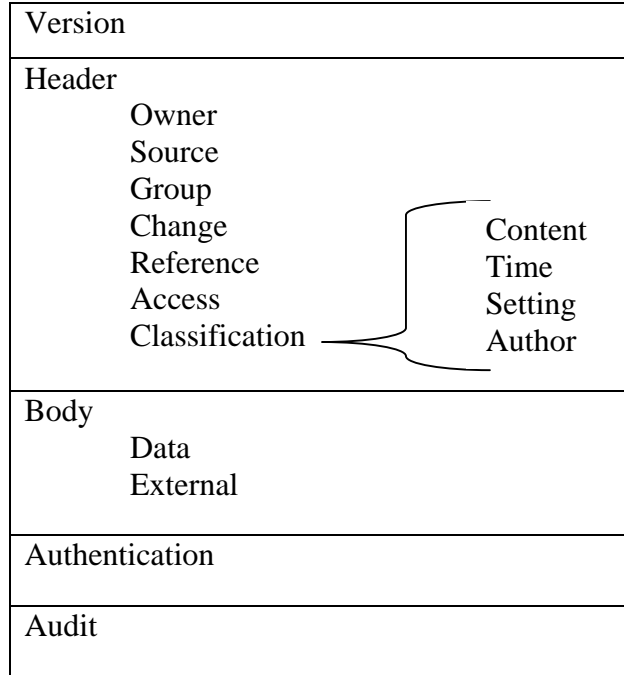 Version
Header
Owner
Source
Group
Change
Reference
Access
Classification
Content
Time
Setting
Author
Body
Data
External
Authentication
Audit